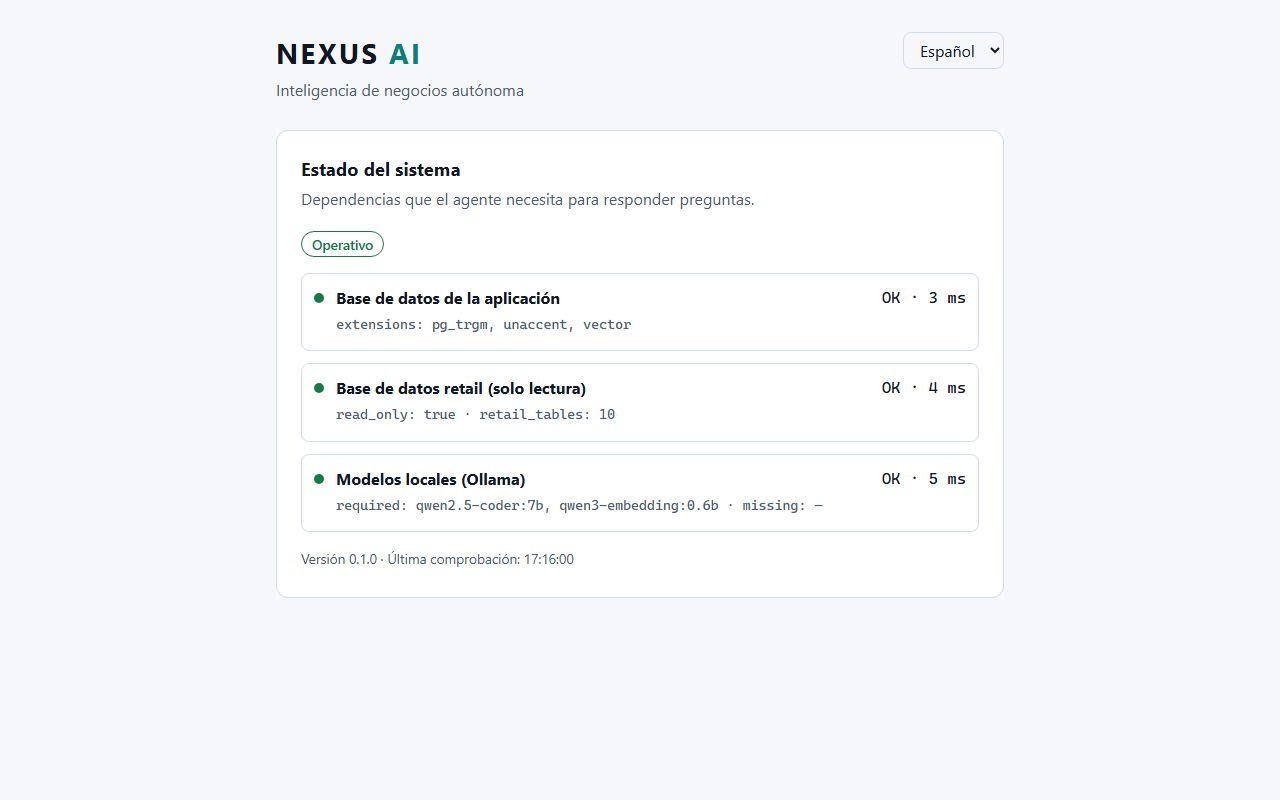 NEXUS AI
Español
Inteligencia de negocios autónoma
Estado del sistema
Dependencias que el agente necesita para responder preguntas.
Operativo
Base de datos de la aplicación
OK · 3 ms
extensions: pg_trgm, unaccent, vector
Base de datos retail (solo lectura)
OK · 4 ms
read_only: true · retail_tables: 10
Modelos locales (Ollama)
OK · 5 ms
required: qwen2.5-coder:7b, qwen3-embedding:0.6b · missing: —
Versión 0.1.0 · Última comprobación: 17:16:00